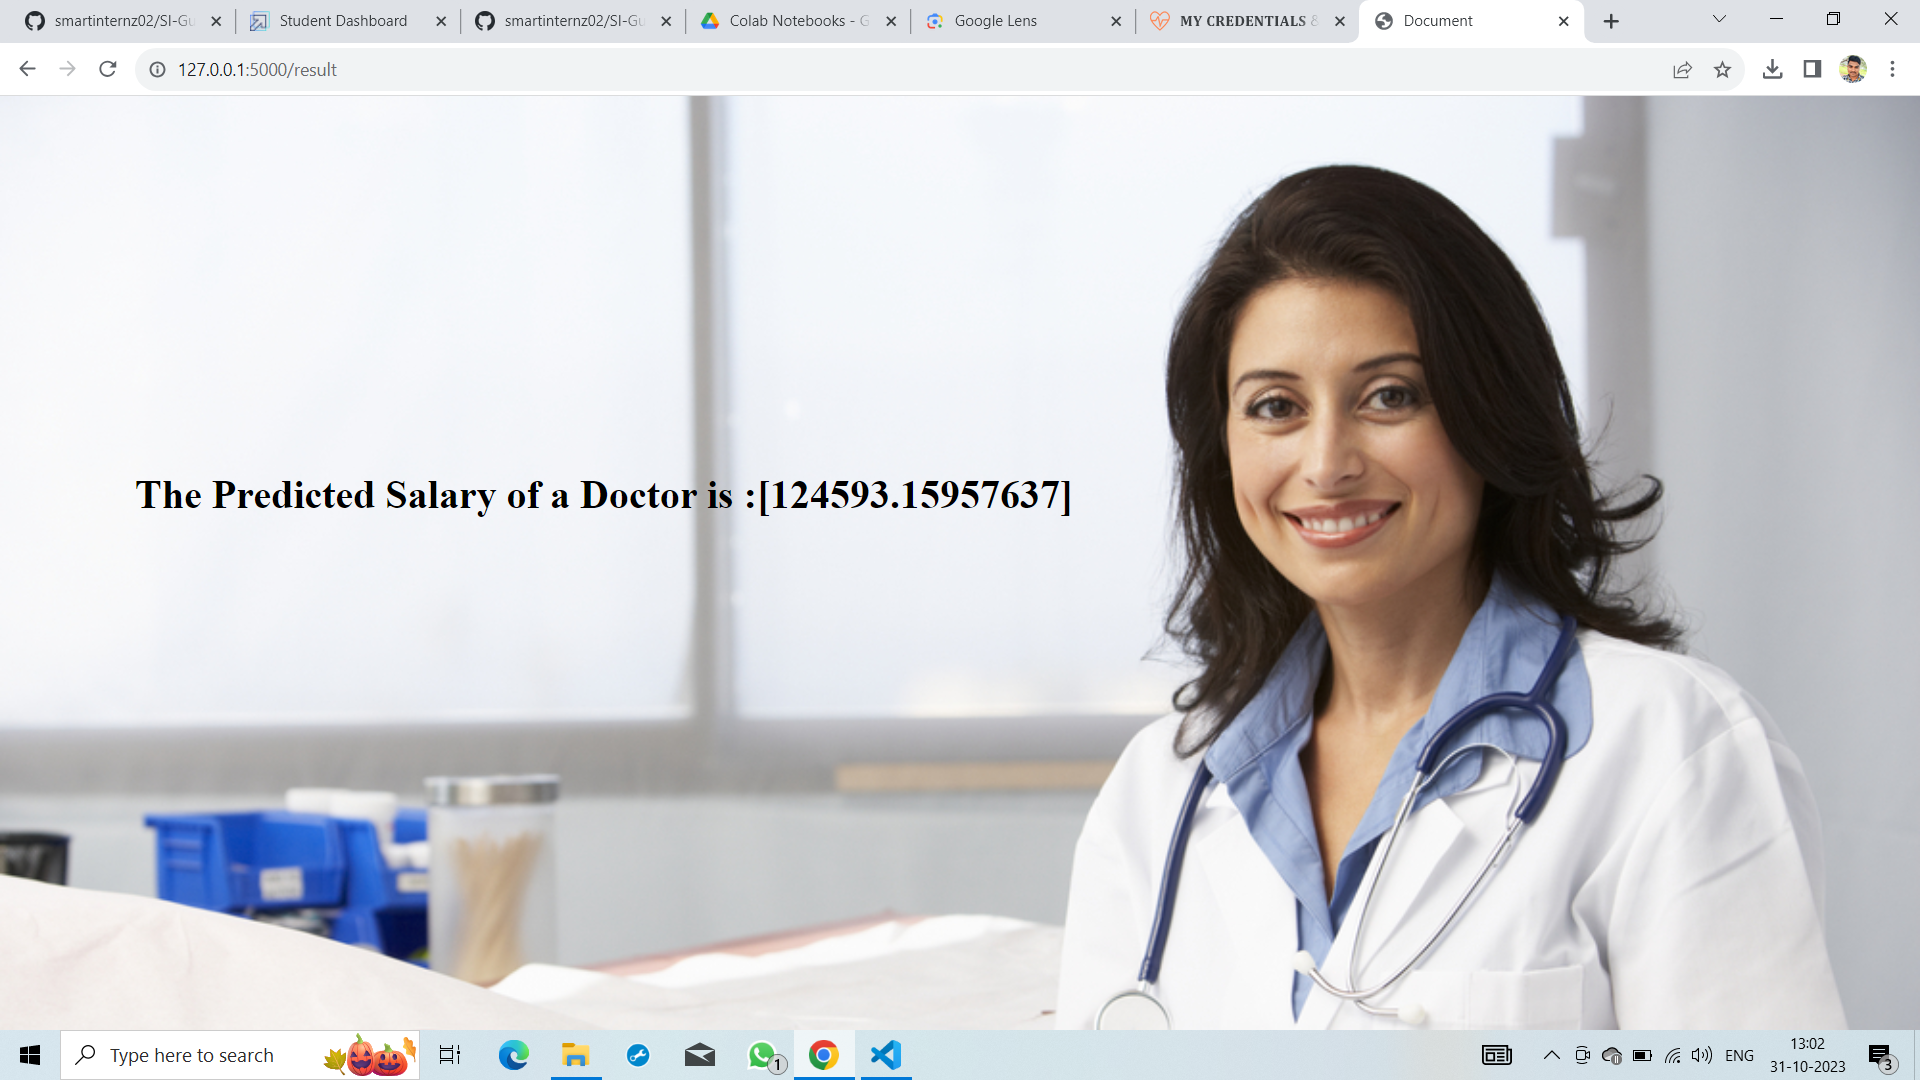 smartinternz02/SI-Gu
Student Dashboard
smartinternz02/SI-Gu
Colab Notebooks - G
Google Lens
MY CREDENTIALS &
Document
127.0.0.1:5000/result
The Predicted Salary of a Doctor is :[124593.15957637]
Type here to search
1
ENG
13:02
31-10-2023
3